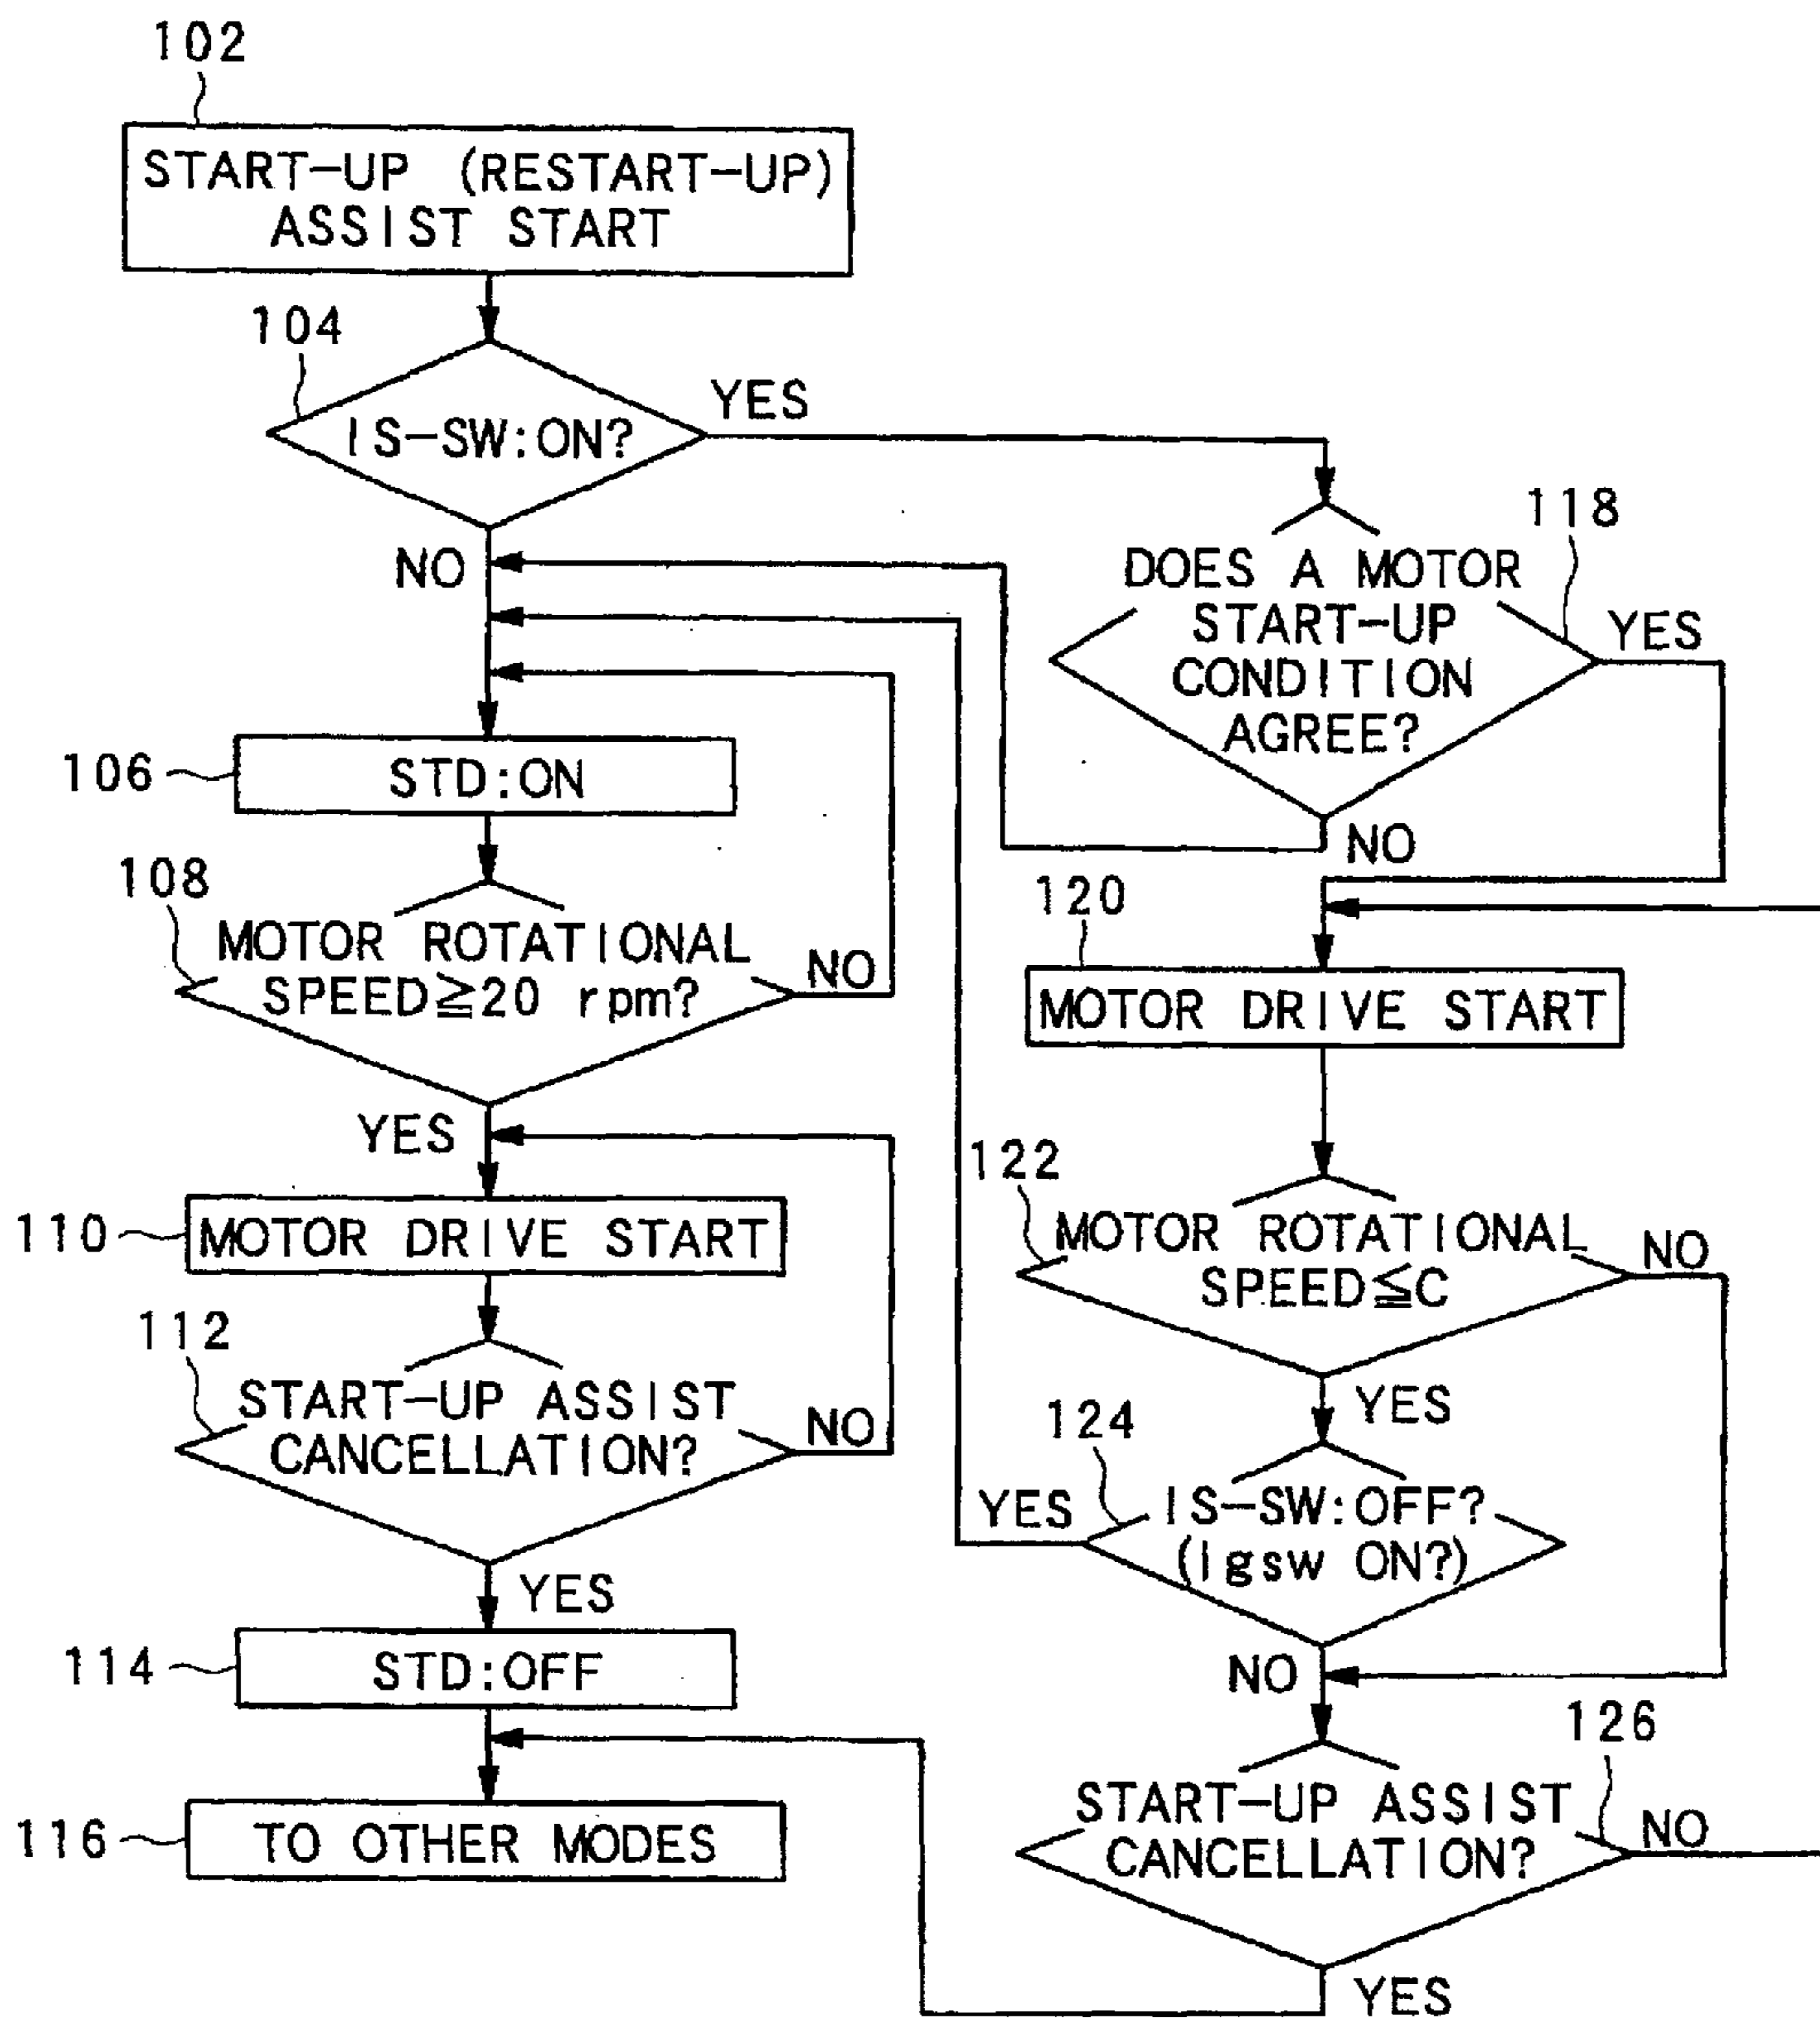 102
START-UP (RESTART-UP)
ASSIST START
104
IS-SW:ON?
YES
NO
118
DOES A MOTOR
START-UP
CONDITION
AGREE?
YES
NO
106
STD:ON
108
MOTOR ROTATIONAL
SPEED≧20 rpm?
NO
YES
120
MOTOR DRIVE START
110
MOTOR DRIVE START
122
MOTOR ROTATIONAL
SPEED≦C
NO
YES
112
START-UP ASSIST
CANCELLATION?
NO
YES
124
IS-SW:OFF?
(Igsw ON?)
YES
NO
114
STD:OFF
116
TO OTHER MODES
126
START-UP ASSIST
CANCELLATION?
NO
YES